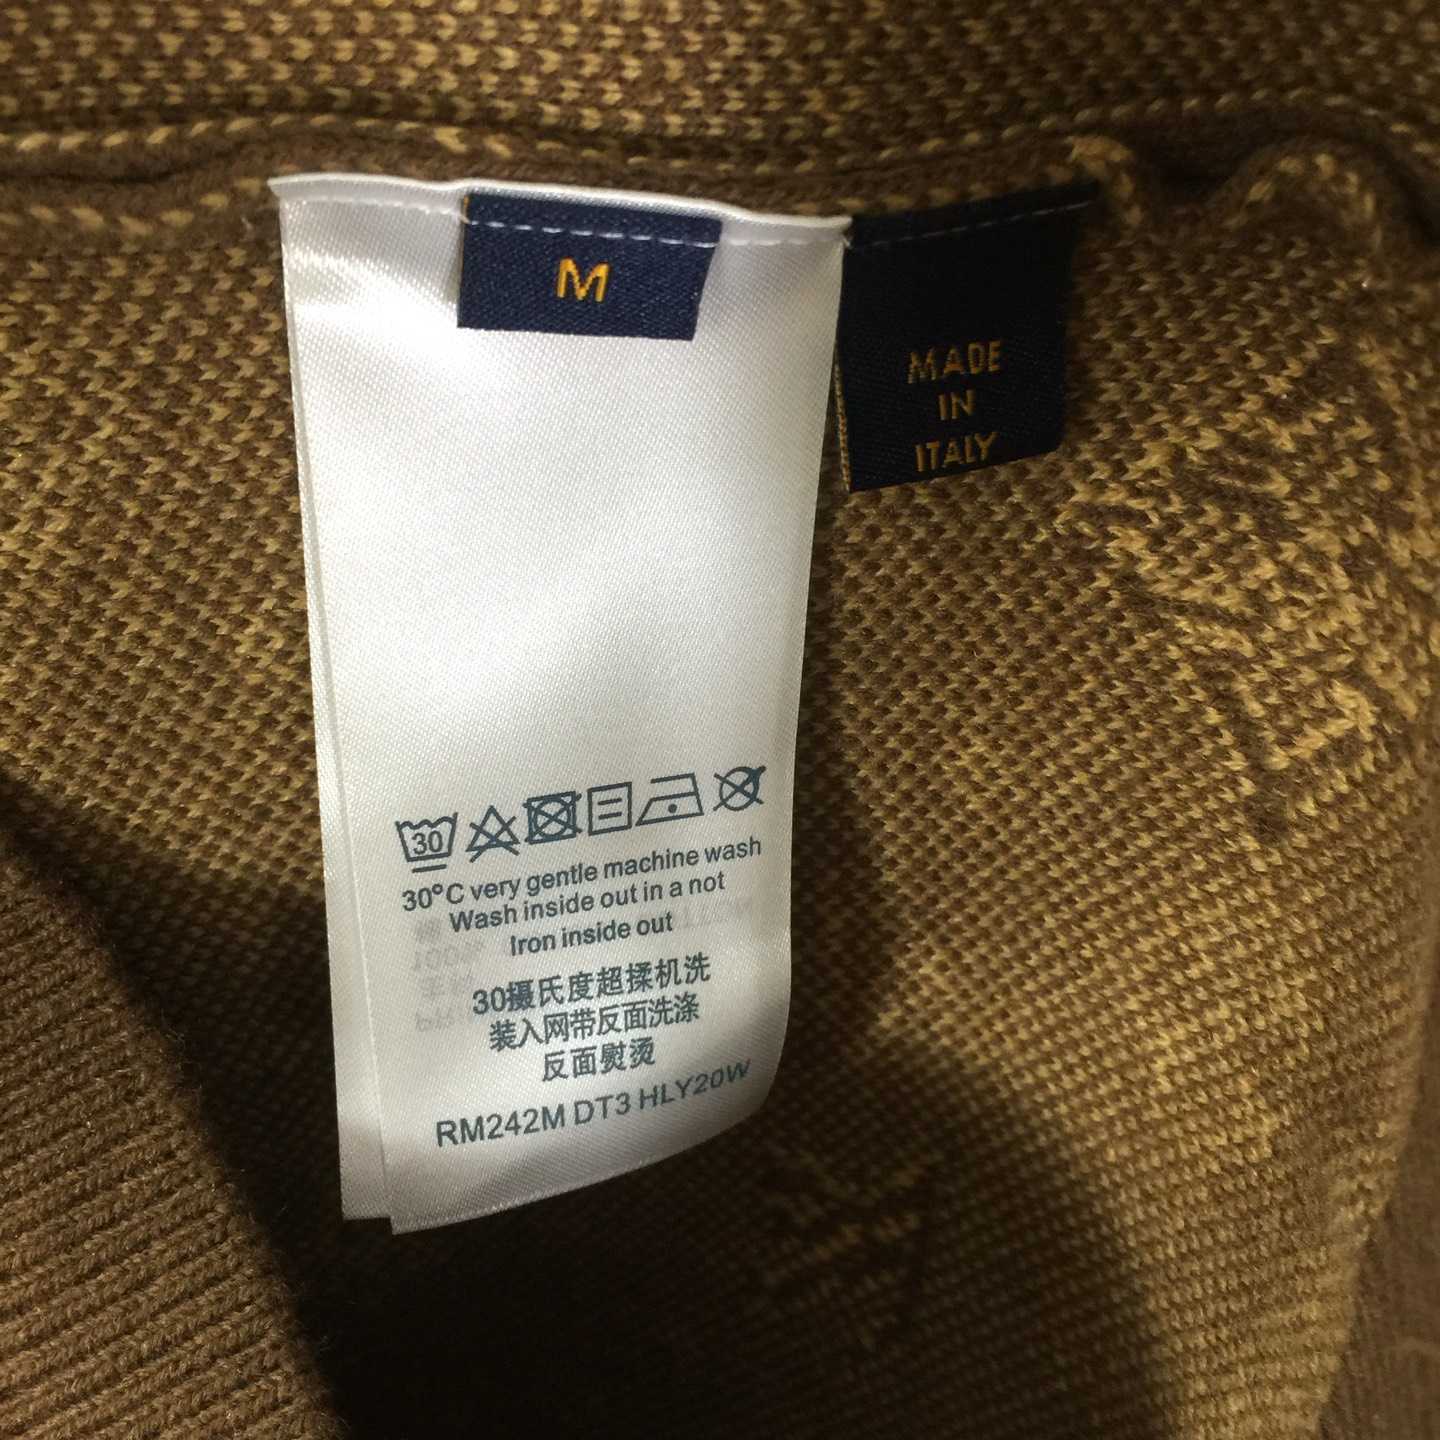 M
MADE
IN
ITALY
30
30°C very gentle machine wash
Wash inside out in a not
Iron inside out
30摄氏度超揉机洗
装入网带反面洗涤
反面熨烫
RM242M DT3 HLY20W